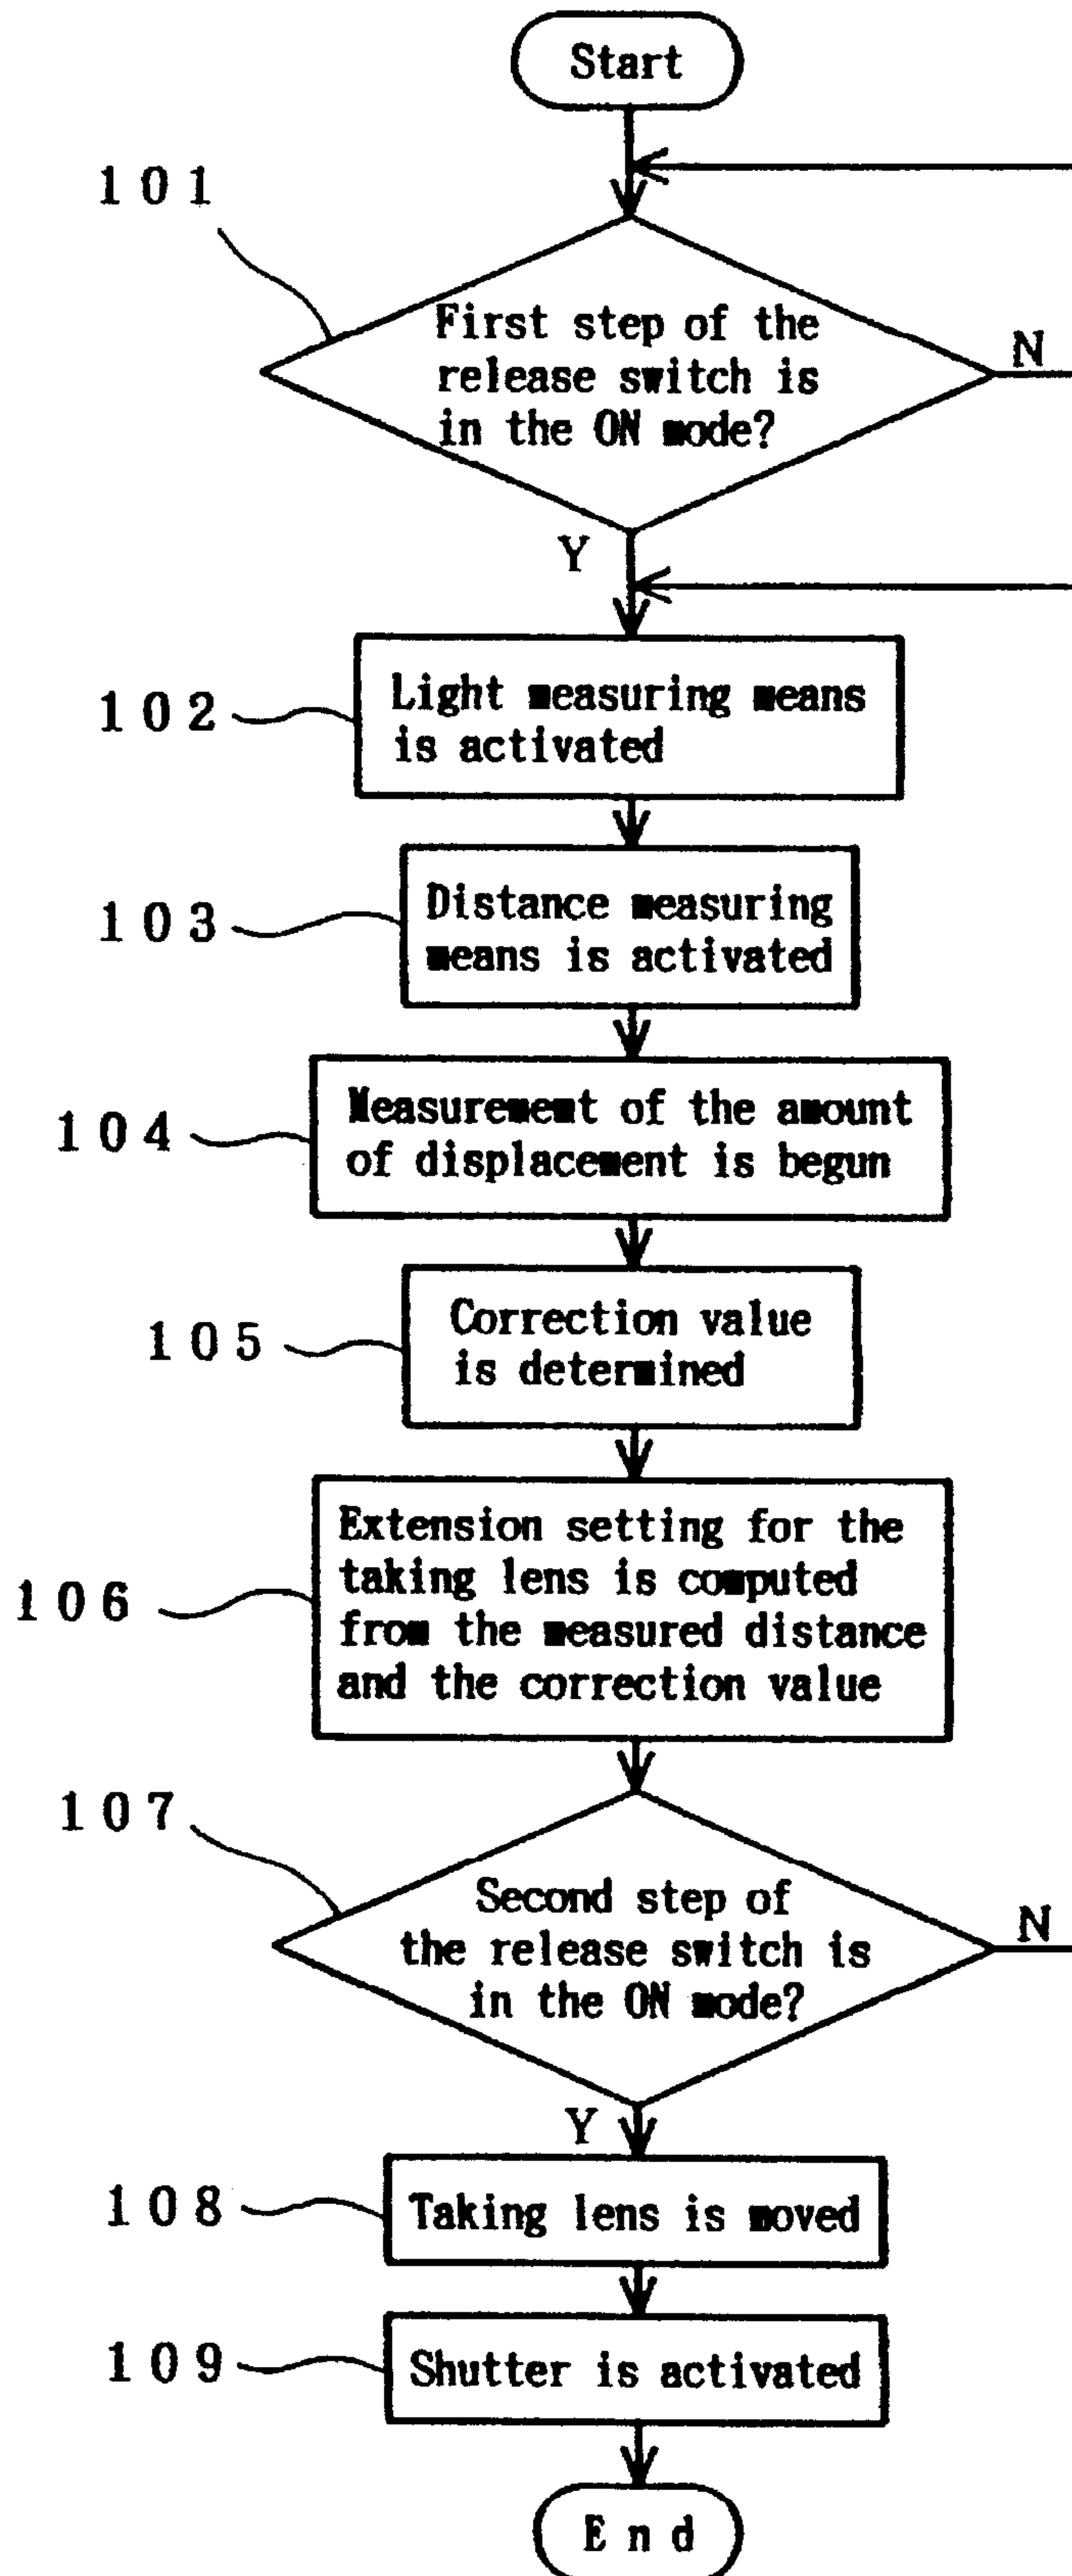 Start
101
First step of the
release switch is
in the ON mode?
N
Y
102
Light measuring means
is activated
103
Distance measuring
means is activated
104
Measurement of the amount
of displacement is begun
105
Correction value
is determined
106
Extension setting for the
taking lens is computed
from the measured distance
and the correction value
107
Second step of
the release switch is
in the ON mode?
N
Y
108
Taking lens is moved
109
Shutter is activated
End